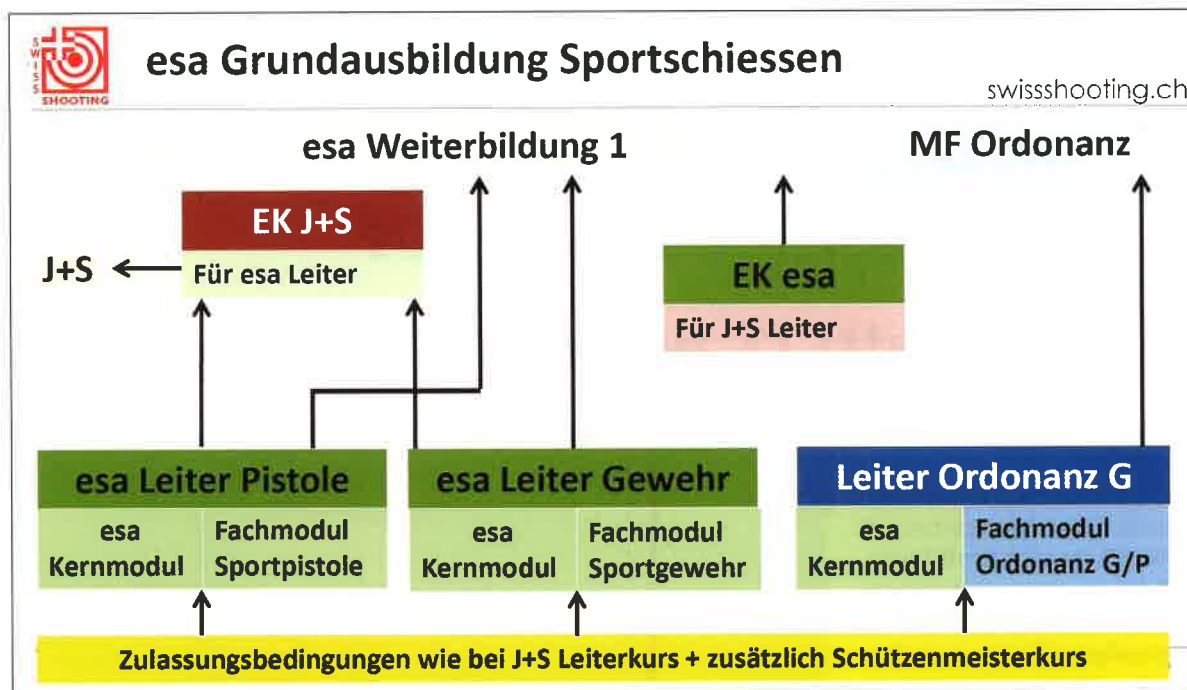 SWISS
SHOOTING
esa Grundausbildung Sportschiessen
swissshooting.ch
esa Weiterbildung 1
MF Ordonanz
EK J+S
J+S
Für esa Leiter
EK esa
Für J+S Leiter
esa Leiter Pistole
esa
Kernmodul
Fachmodul
Sportpistole
esa Leiter Gewehr
esa
Kernmodul
Fachmodul
Sportgewehr
Leiter Ordonanz G
esa
Kernmodul
Fachmodul
Ordonanz G/P
Zulassungsbedingungen wie bei J+S Leiterkurs + zusätzlich Schützenmeisterkurs